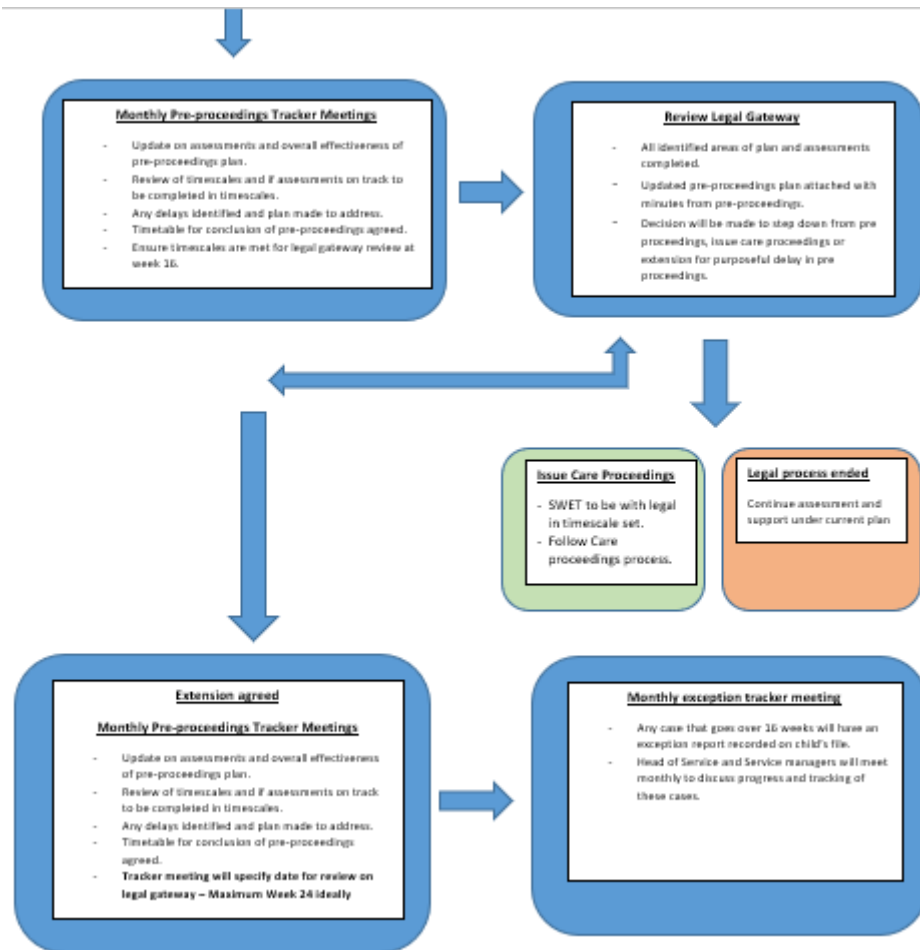 Monthly Pre-proceedings Tracker Meetings
- Update on assessments and overall effectiveness of
pre-proceedings plan.
- Review of timescales and if assessments on track to
be completed in timescales.
- Any delays identified and plan made to address.
- Timetable for conclusion of pre-proceedings agreed.
- Ensure timescales are met for legal gateway review at
week 16.
Review Legal Gateway
- All identified areas of plan and assessments
completed.
- Updated pre-proceedings plan attached with
minutes from pre-proceedings.
- Decision will be made to step down from pre
proceedings, issue care proceedings or
extension for purposeful delay in pre
proceedings.
Issue Care Proceedings
- SWET to be with legal
in timescale set.
- Follow Care
proceedings process.
Legal process ended
Continue assessment and
support under current plan
Extension agreed
Monthly Pre-proceedings Tracker Meetings
- Update on assessments and overall effectiveness
of pre-proceedings plan.
- Review of timescales and if assessments on track
to be completed in timescales.
- Any delays identified and plan made to address.
- Timetable for conclusion of pre-proceedings
agreed.
- Tracker meeting will specify date for review on
legal gateway – Maximum Week 24 ideally
Monthly exception tracker meeting
- Any case that goes over 16 weeks will have an
exception report recorded on child's file.
- Head of Service and Service managers will meet
monthly to discuss progress and tracking of
these cases.